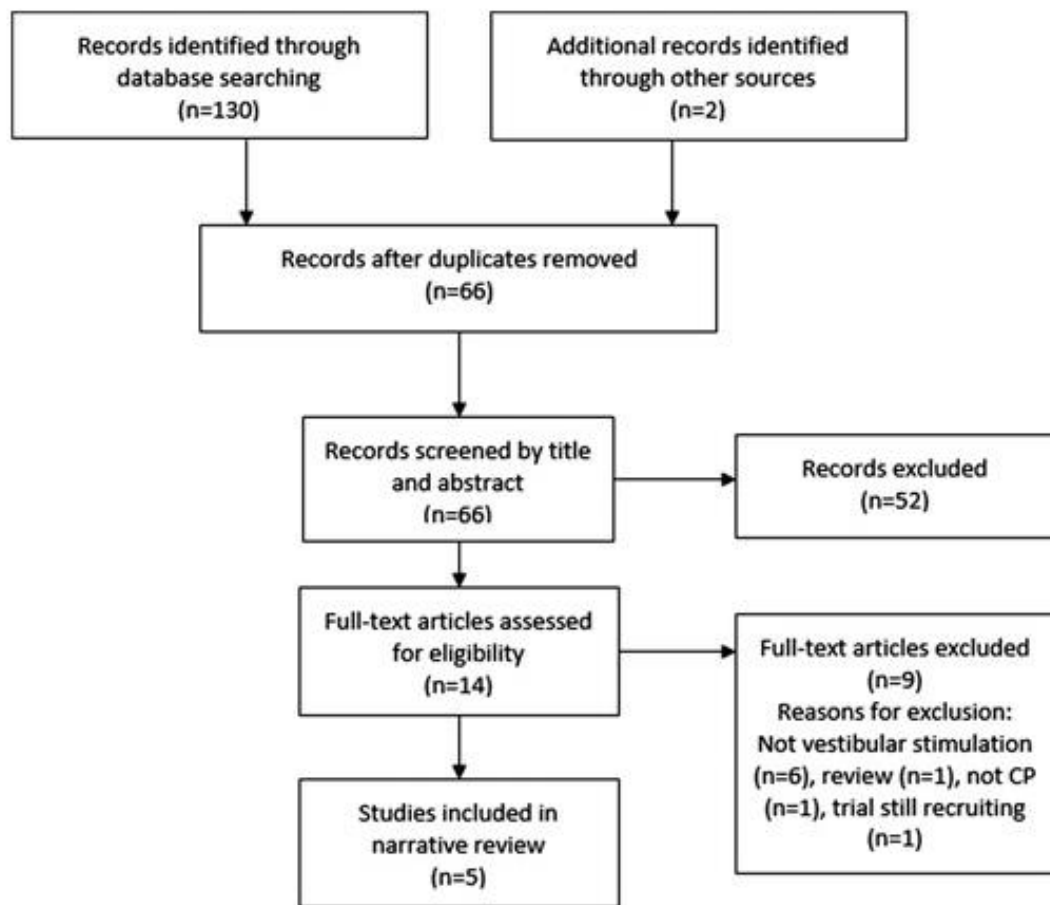 Records identified through
database searching
(n=130)
Additional records identified
through other sources
(n=2)
Records after duplicates removed
(n=66)
Records screened by title
and abstract
(n=66)
Records excluded
(n=52)
Full-text articles assessed
for eligibility
(n=14)
Full-text articles excluded
(n=9)
Reasons for exclusion:
Not vestibular stimulation
(n=6), review (n=1), not CP
(n=1), trial still recruiting
(n=1)
Studies included in
narrative review
(n=5)